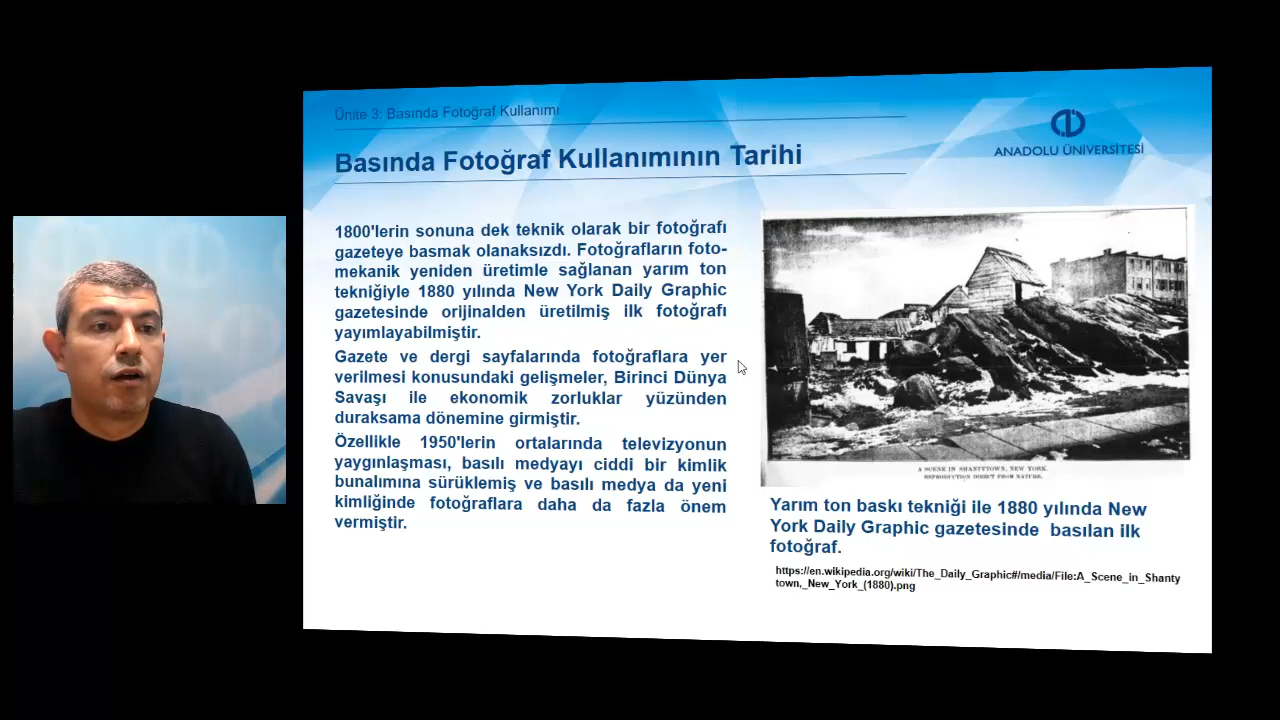 Ünite 3: Basında Fotoğraf Kullanımı
ANADOLU ÜNİVERSİTESİ
Basında Fotoğraf Kullanımının Tarihi
1800'lerin sonuna dek teknik olarak bir fotoğrafı
gazeteye basmak olanaksızdı. Fotoğrafların foto-
mekanik yeniden üretimle sağlanan yarım ton
tekniğiyle 1880 yılında New York Daily Graphic
gazetesinde orijinalden üretilmiş ilk fotoğrafı
yayımlayabilmiştir.
Gazete ve dergi sayfalarında fotoğraflara yer
verilmesi konusundaki gelişmeler, Birinci Dünya
Savaşı ile ekonomik zorluklar yüzünden
duraksama dönemine girmiştir.
Özellikle 1950'lerin ortalarında televizyonun
yaygınlaşması, basılı medyayı ciddi bir kimlik
bunalımına sürüklemiş ve basılı medya da yeni
kimliğinde fotoğraflara daha da fazla önem
vermiştir.
A SCENE IN SHANTYTOWN, NEW YORK.
REPRODUCTION DIRECT FROM NATURE.
Yarım ton baskı tekniği ile 1880 yılında New
York Daily Graphic gazetesinde basılan ilk
fotoğraf.
https://en.wikipedia.org/wiki/The_Daily_Graphic#/media/File:A_Scene_in_Shanty
town,_New_York_(1880).png